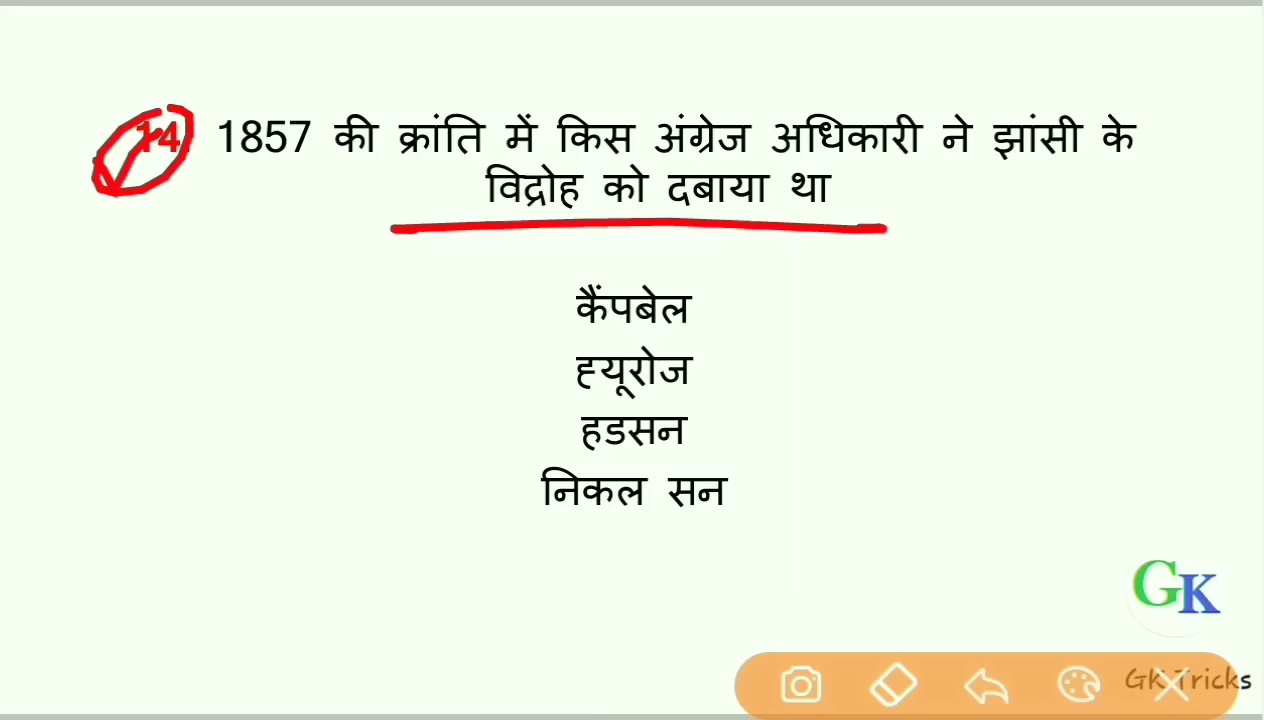 14 1857 की क्रांति में किस अंग्रेज अधिकारी ने झांसी के
विद्रोह को दबाया था
कैंपबेल
ह्यूरोज
हडसन
निकल सन
GK
GK Tricks